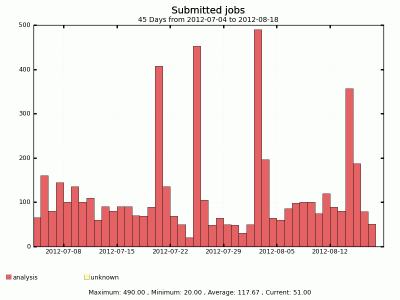 Submitted jobs
45 Days from 2012-07-04 to 2012-08-18
500
400
300
200
100
0
2012-07-08 2012-07-15 2012-07-22 2012-07-29 2012-08-05 2012-08-12
analysis unknown
Maximum: 490.00 , Minimum: 20.00 , Average: 117.67 , Current: 51.00